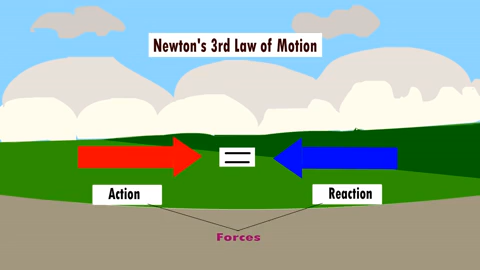 Newton's 3rd Law of Motion
=
Action
Reaction
Forces